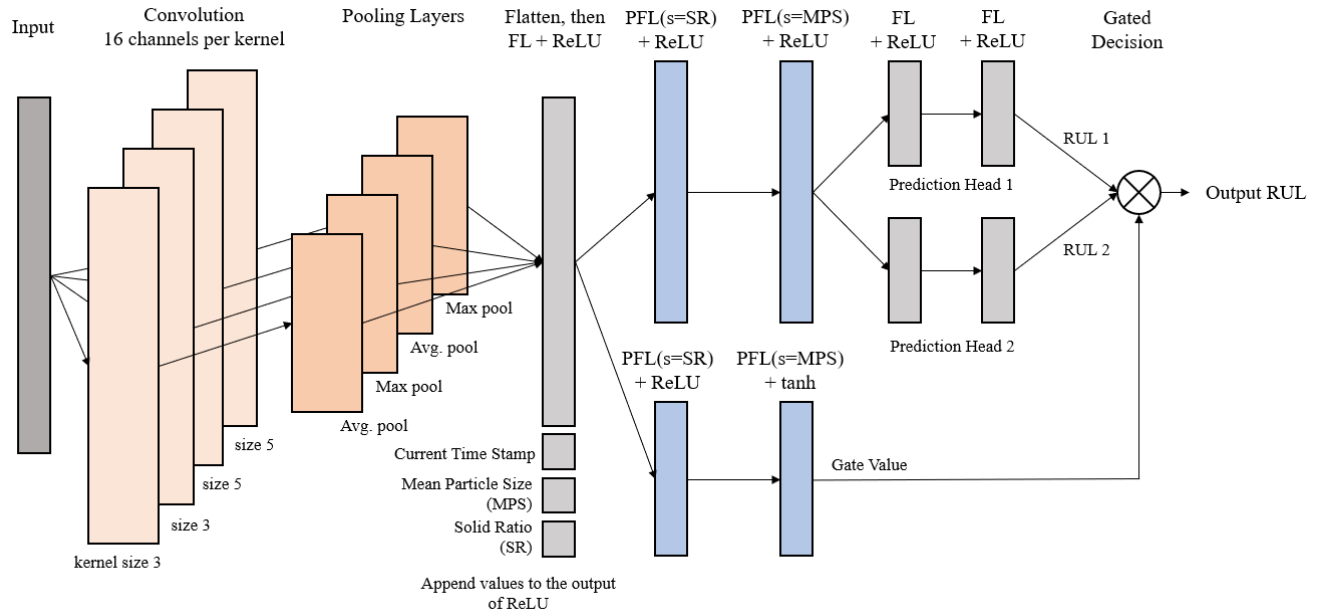 Input
Convolution
16 channels per kernel
Pooling Layers
Flatten, then
FL + ReLU
PFL(s=SR)
+ ReLU
PFL(s=MPS)
+ ReLU
FL
+ ReLU
FL
+ ReLU
Gated
Decision
RUL 1
Prediction Head 1
Output RUL
RUL 2
Prediction Head 2
Max pool
Avg. pool
Max pool
Avg. pool
size 5
size 5
size 3
kernel size 3
PFL(s=SR)
+ ReLU
PFL(s=MPS)
+ tanh
Gate Value
Current Time Stamp
Mean Particle Size
(MPS)
Solid Ratio
(SR)
Append values to the output
of ReLU